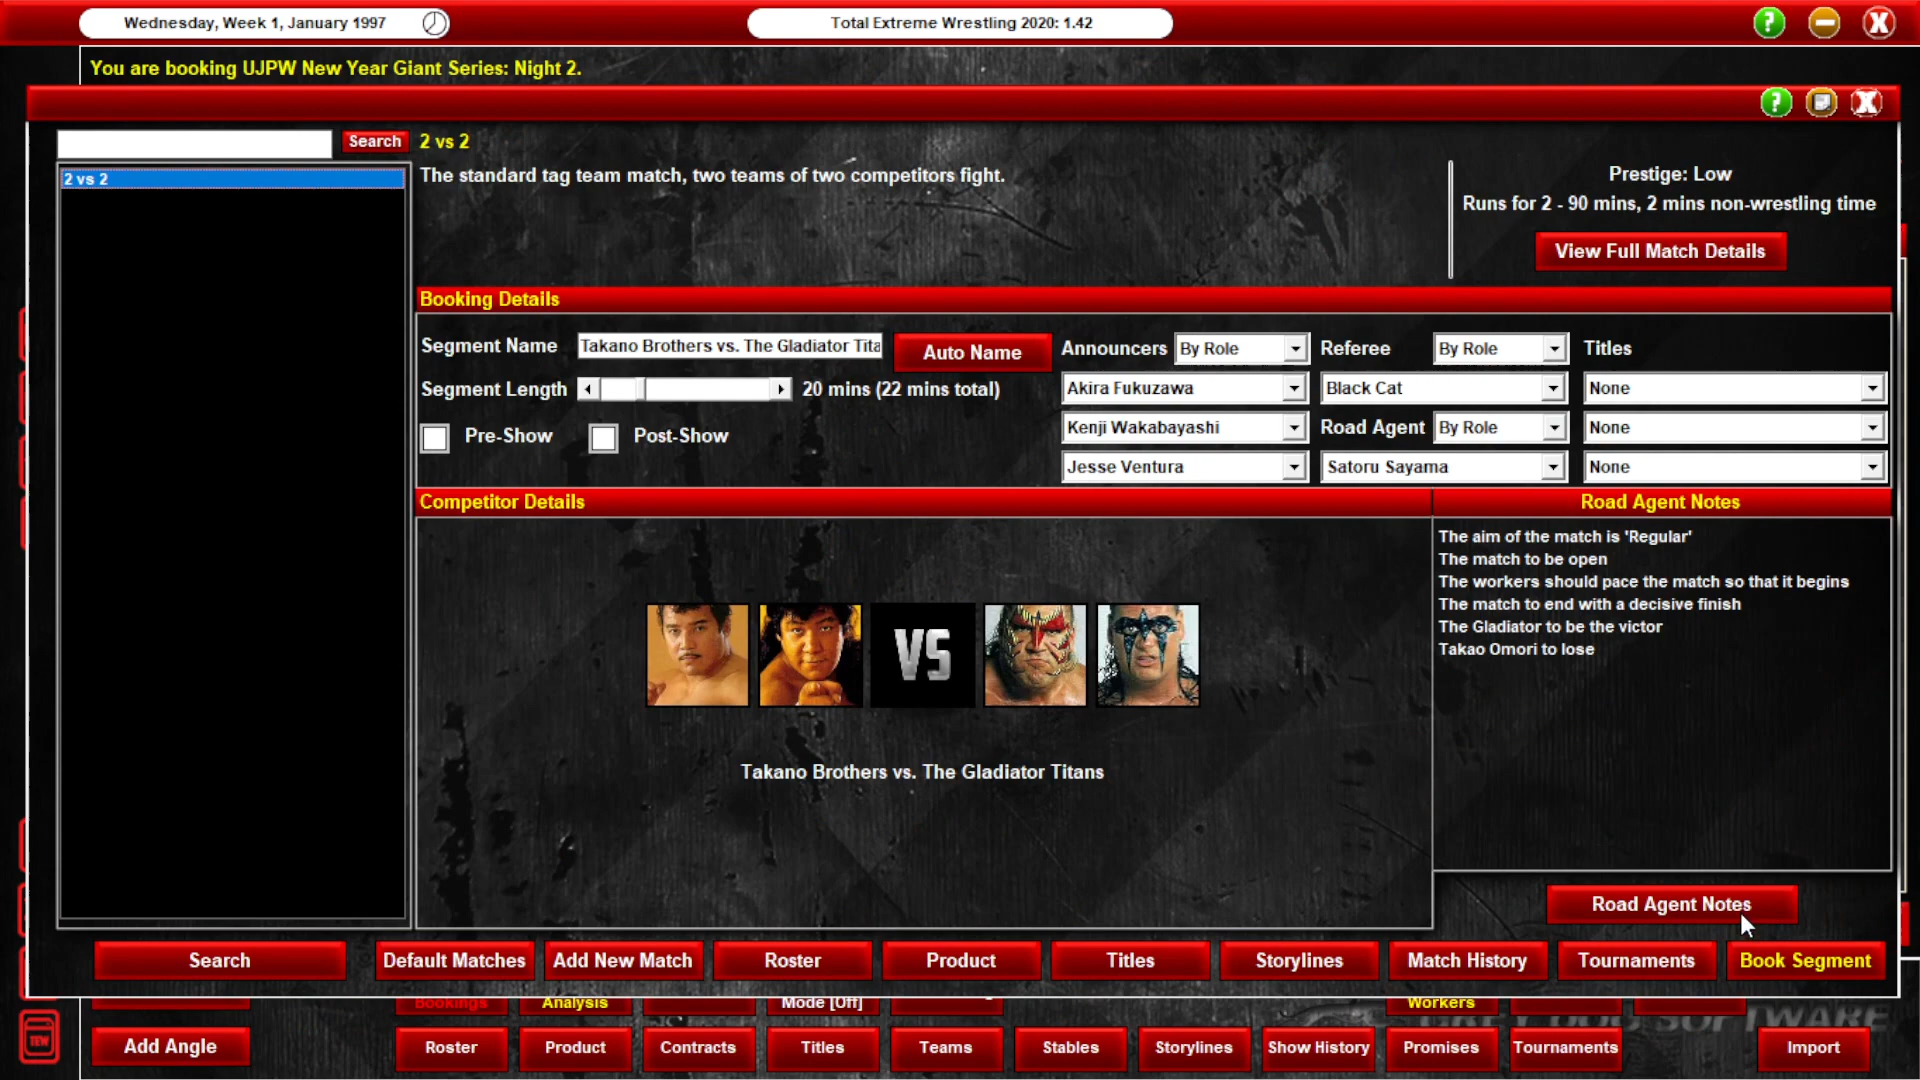 Wednesday, Week 1, January 1997
Total Extreme Wrestling 2020: 1.42
You are booking UJPW New Year Giant Series: Night 2.
Search
2 vs 2
2 vs 2
The standard tag team match, two teams of two competitors fight.
Prestige: Low
Runs for 2 - 90 mins, 2 mins non-wrestling time
View Full Match Details
Booking Details
Segment Name
Takano Brothers vs. The Gladiator Tita
Auto Name
Announcers
By Role
Referee
By Role
Titles
Segment Length
20 mins (22 mins total)
Akira Fukuzawa
Black Cat
None
Pre-Show
Post-Show
Kenji Wakabayashi
Road Agent
By Role
None
Jesse Ventura
Satoru Sayama
None
Competitor Details
Road Agent Notes
The aim of the match is 'Regular'
The match to be open
The workers should pace the match so that it begins
The match to end with a decisive finish
The Gladiator to be the victor
Takao Omori to lose
VS
Takano Brothers vs. The Gladiator Titans
Road Agent Notes
Search
Default Matches
Add New Match
Roster
Product
Titles
Storylines
Match History
Tournaments
Book Segment
Bookings
Analysis
Mode [Off]
Workers
GREY DOG SOFTWARE
TEW
Add Angle
Roster
Product
Contracts
Titles
Teams
Stables
Storylines
Show History
Promises
Tournaments
Import